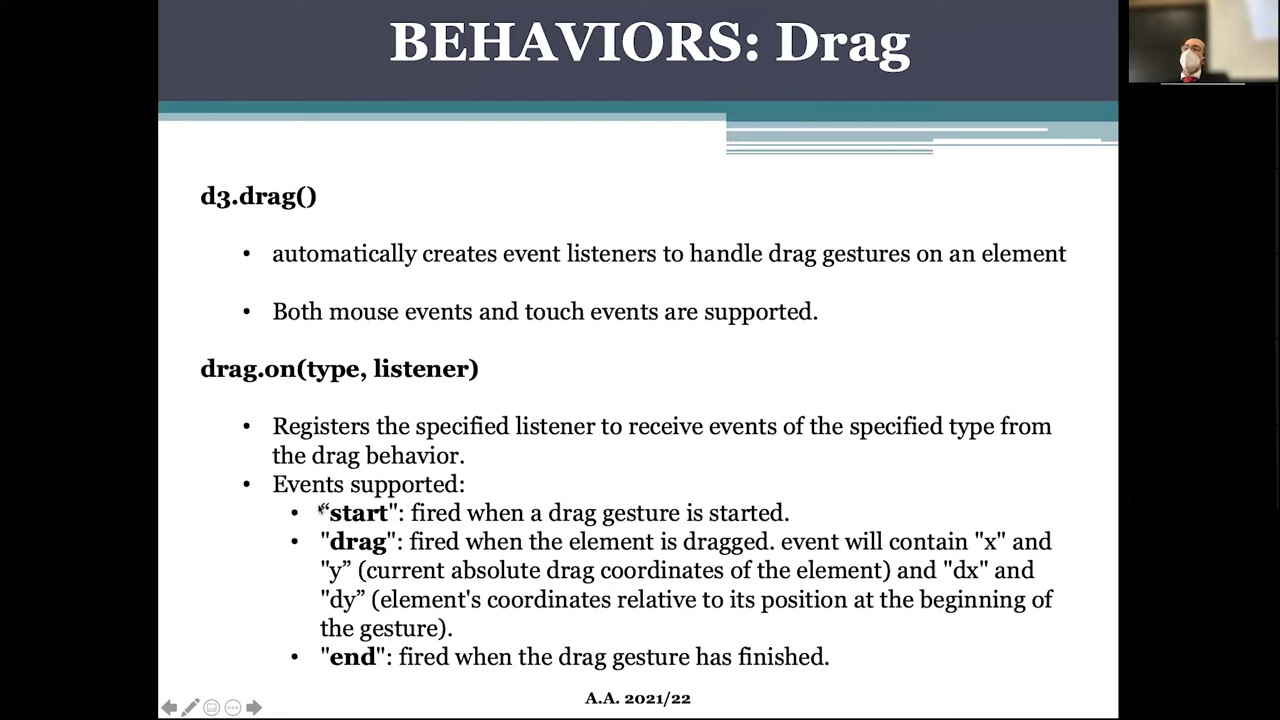 BEHAVIORS: Drag
d3.drag()
• automatically creates event listeners to handle drag gestures on an element
• Both mouse events and touch events are supported.
drag.on(type, listener)
• Registers the specified listener to receive events of the specified type from
the drag behavior.
• Events supported:
• “start": fired when a drag gesture is started.
• "drag": fired when the element is dragged. event will contain "x" and
"y” (current absolute drag coordinates of the element) and "dx" and
"dy” (element's coordinates relative to its position at the beginning of
the gesture).
• "end": fired when the drag gesture has finished.
A.A. 2021/22